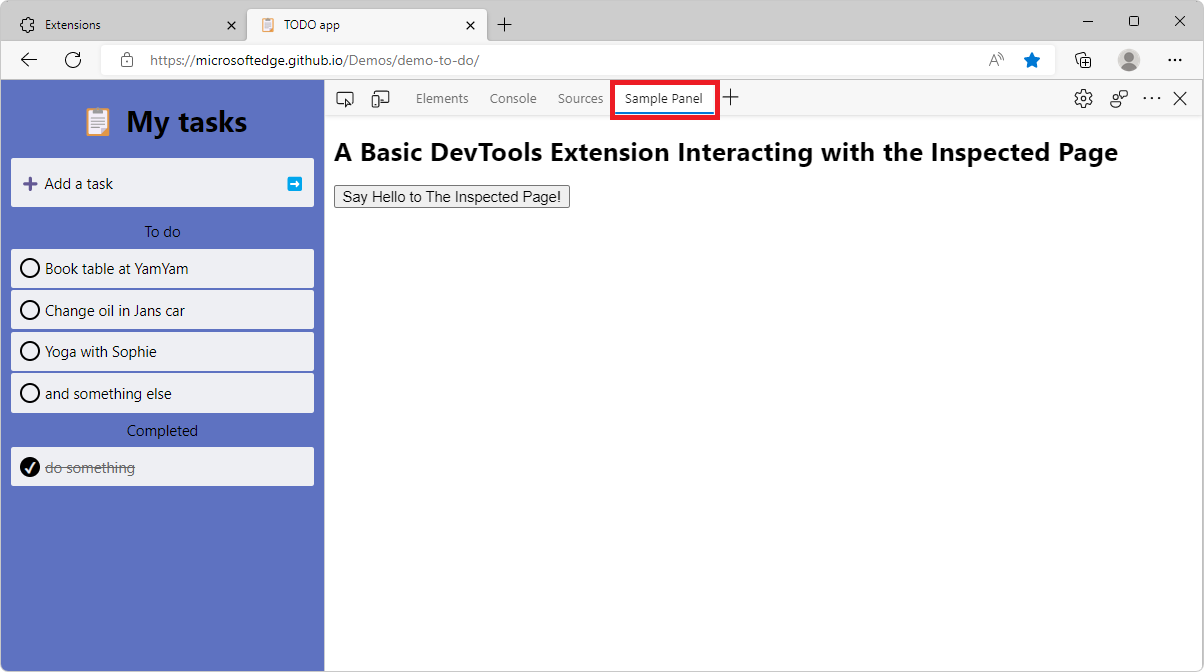 Extensions
TODO app
https://microsoftedge.github.io/Demos/demo-to-do/
My tasks
Add a task
To do
Book table at YamYam
Change oil in Jans car
Yoga with Sophie
and something else
Completed
do something
Elements Console Sources Sample Panel
A Basic DevTools Extension Interacting with the Inspected Page
Say Hello to The Inspected Page!